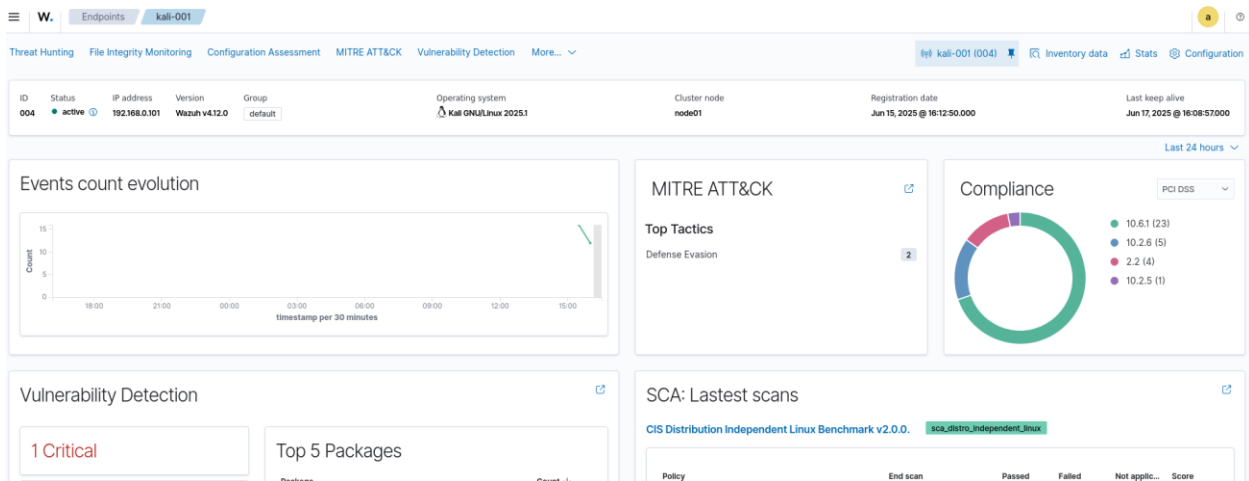 W. Endpoints kali-001 a
Threat Hunting File Integrity Monitoring Configuration Assessment MITRE ATT&CK Vulnerability Detection More... kali-001 (004) Inventory data Stats Configuration
ID Status IP address Version Group Operating system Cluster node Registration date Last keep alive
004 active 192.168.0.101 Wazuh v4.12.0 default Kali GNU/Linux 2025.1 node01 Jun 15, 2025 @ 16:12:50.000 Jun 17, 2025 @ 16:08:57.000
Last 24 hours
Events count evolution
15
10
5
0
Count
18:00 21:00 00:00 03:00 06:00 09:00 12:00 15:00
timestamp per 30 minutes
MITRE ATT&CK
Top Tactics
Defense Evasion 2
Compliance PCI DSS
10.6.1 (23)
10.2.6 (5)
2.2 (4)
10.2.5 (1)
Vulnerability Detection
1 Critical
Top 5 Packages
Package Count
SCA: Lastest scans
CIS Distribution Independent Linux Benchmark v2.0.0. sca_distro_independent_linux
Policy End scan Passed Failed Not applic... Score